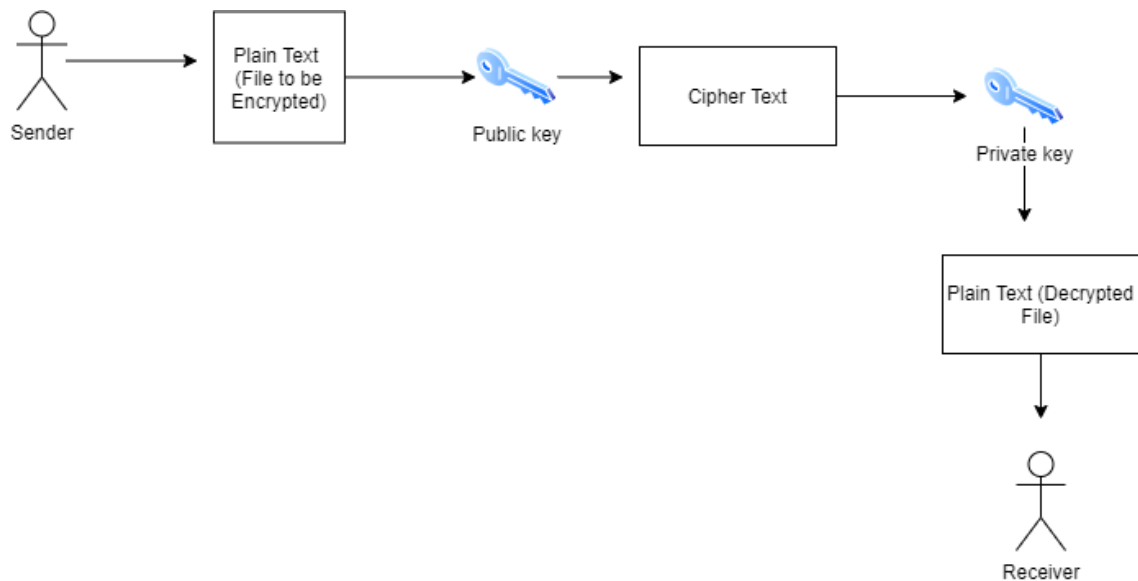 Sender
Plain Text
(File to be
Encrypted)
Public key
Cipher Text
Private key
Plain Text (Decrypted
File)
Receiver